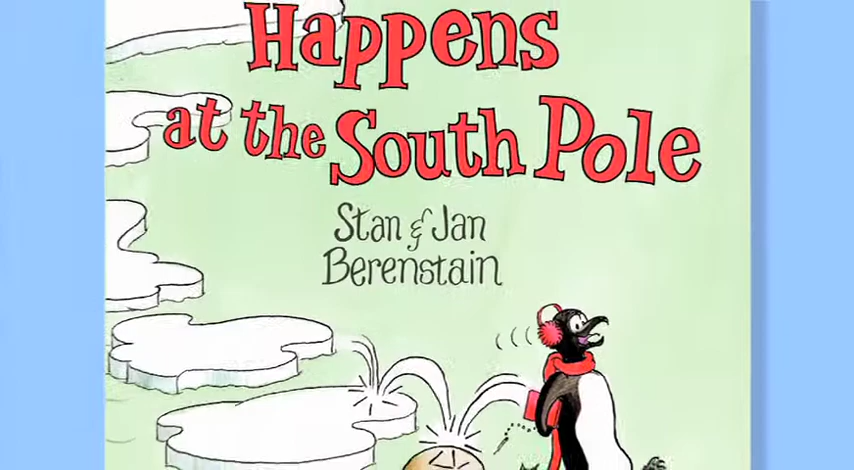 Happens
at the South Pole
Stan & Jan
Berenstain